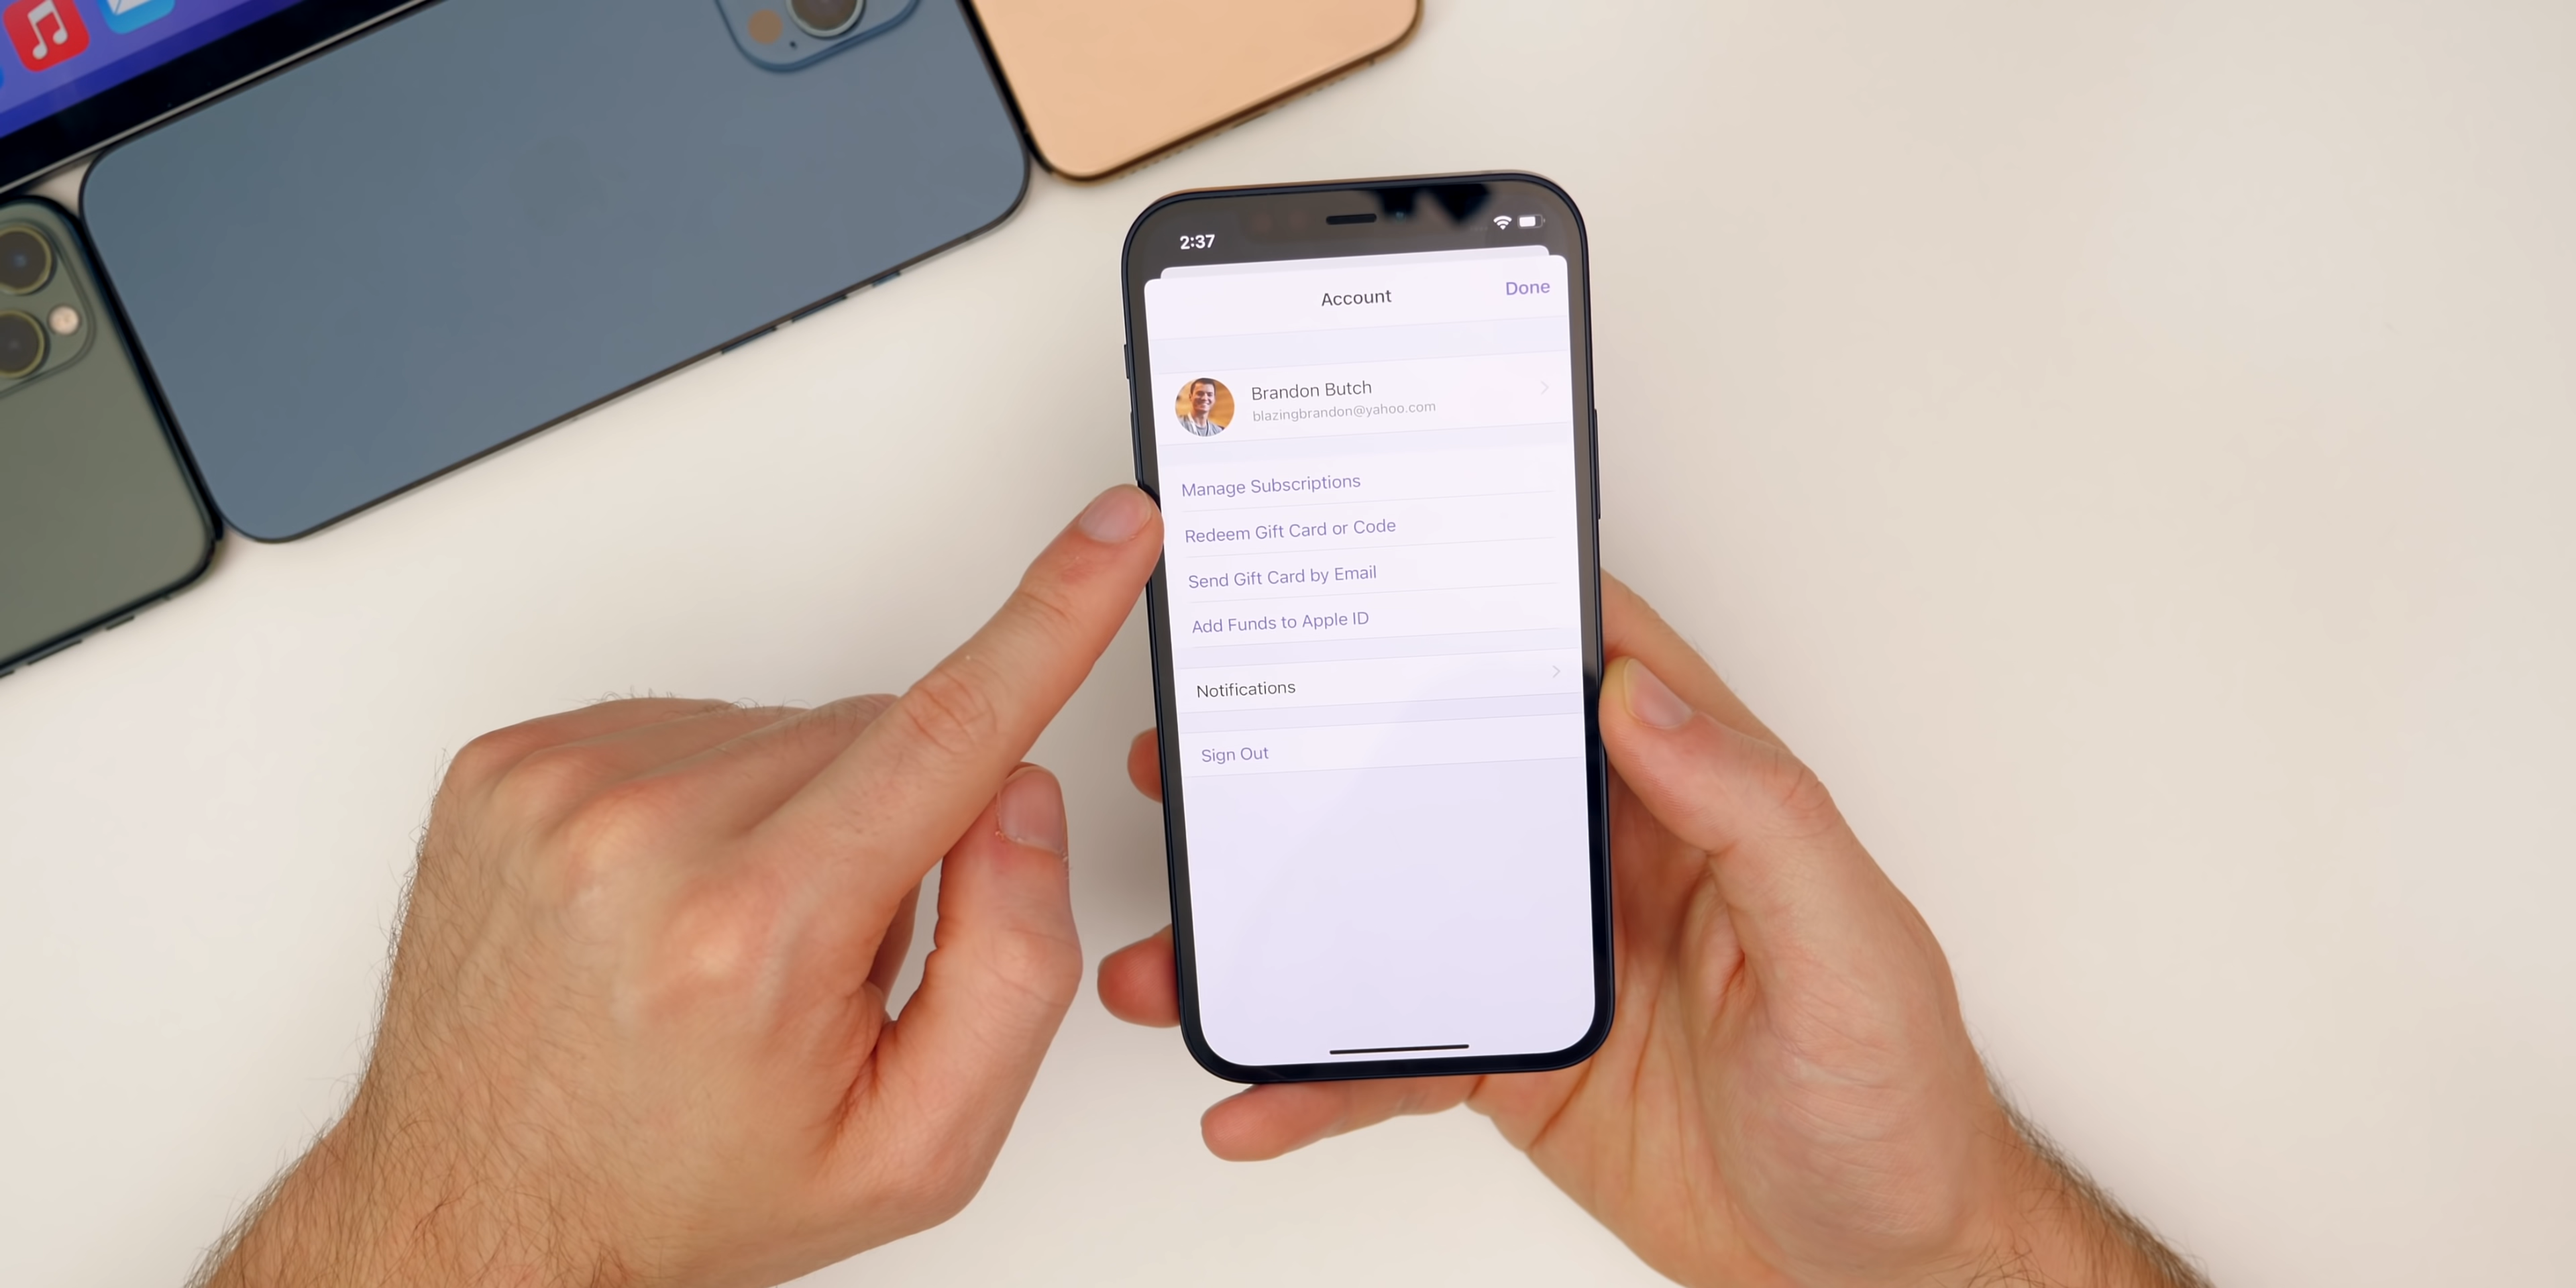 2:37
Account
Done
Brandon Butch
blazingbrandon@yahoo.com
Manage Subscriptions
Redeem Gift Card or Code
Send Gift Card by Email
Add Funds to Apple ID
Notifications
Sign Out